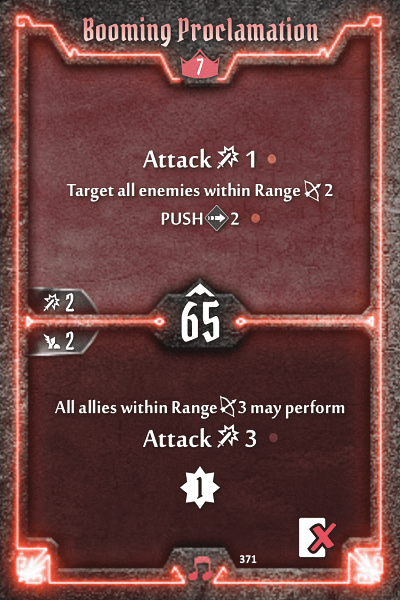 Booming Proclamation
7
Attack 1
Target all enemies within Range 2
PUSH 2
2
65
2
All allies within Range 3 may perform
Attack 3
1
371